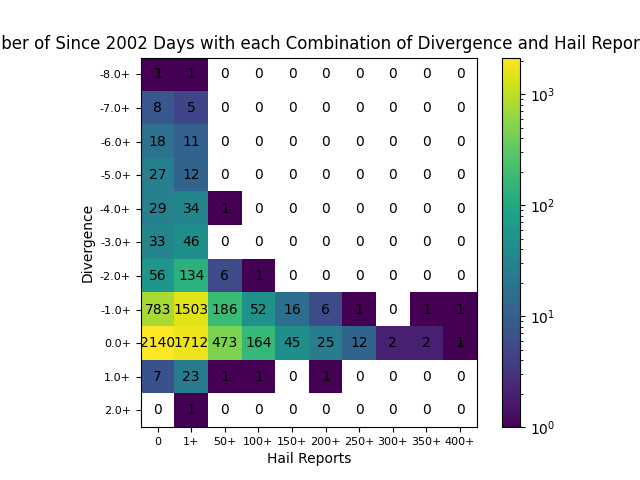 ber of Since 2002 Days with each Combination of Divergence and Hail Repor
Divergence
-8.0+ 1 1 0 0 0 0 0 0 0 0
-7.0+ 8 5 0 0 0 0 0 0 0 0
-6.0+ 18 11 0 0 0 0 0 0 0 0
-5.0+ 27 12 0 0 0 0 0 0 0 0
-4.0+ 29 34 1 0 0 0 0 0 0 0
-3.0+ 33 46 0 0 0 0 0 0 0 0
-2.0+ 56 134 6 1 0 0 0 0 0 0
-1.0+ 783 1503 186 52 16 6 1 0 1 1
0.0+ 2140 1712 473 164 45 25 12 2 2 1
1.0+ 7 23 1 1 0 1 0 0 0 0
2.0+ 0 1 0 0 0 0 0 0 0 0
0 1+ 50+ 100+ 150+ 200+ 250+ 300+ 350+ 400+
Hail Reports
10³
10²
10¹
10⁰